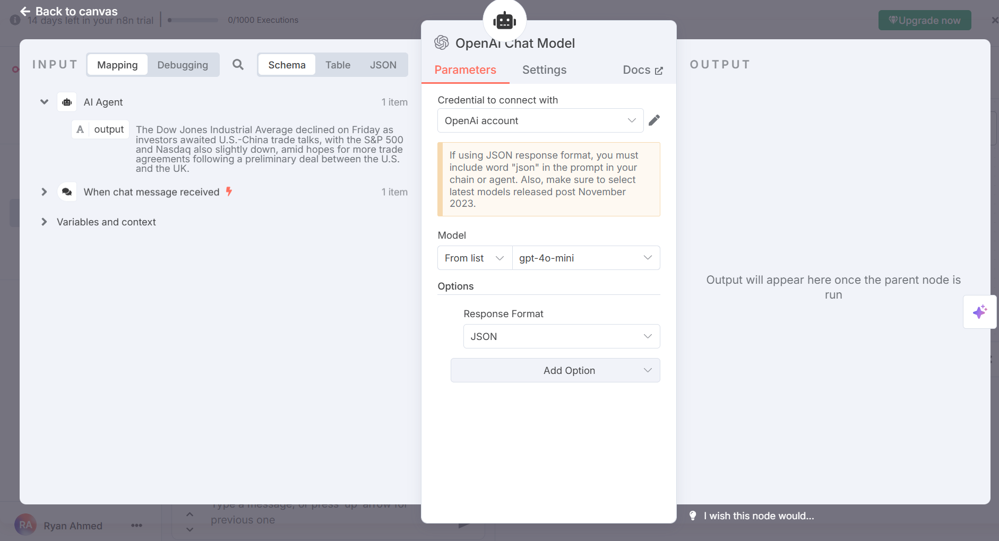 Back to canvas
14 days left in your n8n trial
0/1000 Executions
Upgrade now
INPUT
Mapping
Debugging
Schema
Table
JSON
AI Agent
1 item
A
output
The Dow Jones Industrial Average declined on Friday as
investors awaited U.S.-China trade talks, with the S&P 500
and Nasdaq also slightly down, amid hopes for more trade
agreements following a preliminary deal between the U.S.
and the UK.
When chat message received
1 item
Variables and context
OpenAI Chat Model
Parameters
Settings
Docs
Credential to connect with
OpenAi account
If using JSON response format, you must
include word "json" in the prompt in your
chain or agent. Also, make sure to select
latest models released post November
2023.
Model
From list
gpt-4o-mini
Options
Response Format
JSON
Add Option
OUTPUT
Output will appear here once the parent node is
run
RA
Ryan Ahmed
Type a message, or press 'up' arrow for
previous one
I wish this node would...